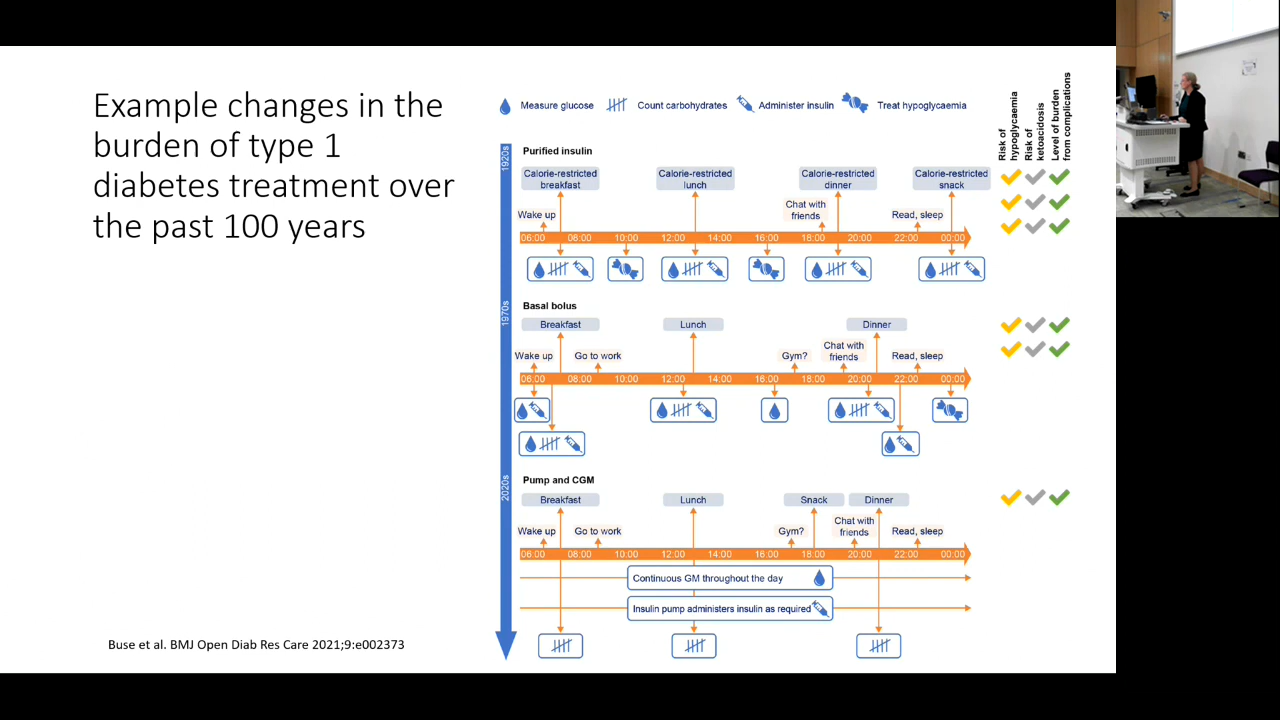 Example changes in the
burden of type 1
diabetes treatment over
the past 100 years
Buse et al. BMJ Open Diab Res Care 2021;9:e002373
Measure glucose
Count carbohydrates
Administer insulin
Treat hypoglycaemia
Risk of
hypoglycaemia
Risk of
ketoacidosis
Level of burden
from complications
1920s
Purified insulin
Calorie-restricted
breakfast
Calorie-restricted
lunch
Calorie-restricted
dinner
Calorie-restricted
snack
Wake up
Chat with
friends
Read, sleep
06:00 08:00 10:00 12:00 14:00 16:00 18:00 20:00 22:00 00:00
1970s
Basal bolus
Breakfast
Lunch
Dinner
Wake up
Go to work
Gym?
Chat with
friends
Read, sleep
06:00 08:00 10:00 12:00 14:00 16:00 18:00 20:00 22:00 00:00
2020s
Pump and CGM
Breakfast
Lunch
Snack
Dinner
Wake up
Go to work
Gym?
Chat with
friends
Read, sleep
06:00 08:00 10:00 12:00 14:00 16:00 18:00 20:00 22:00 00:00
Continuous GM throughout the day
Insulin pump administers insulin as required